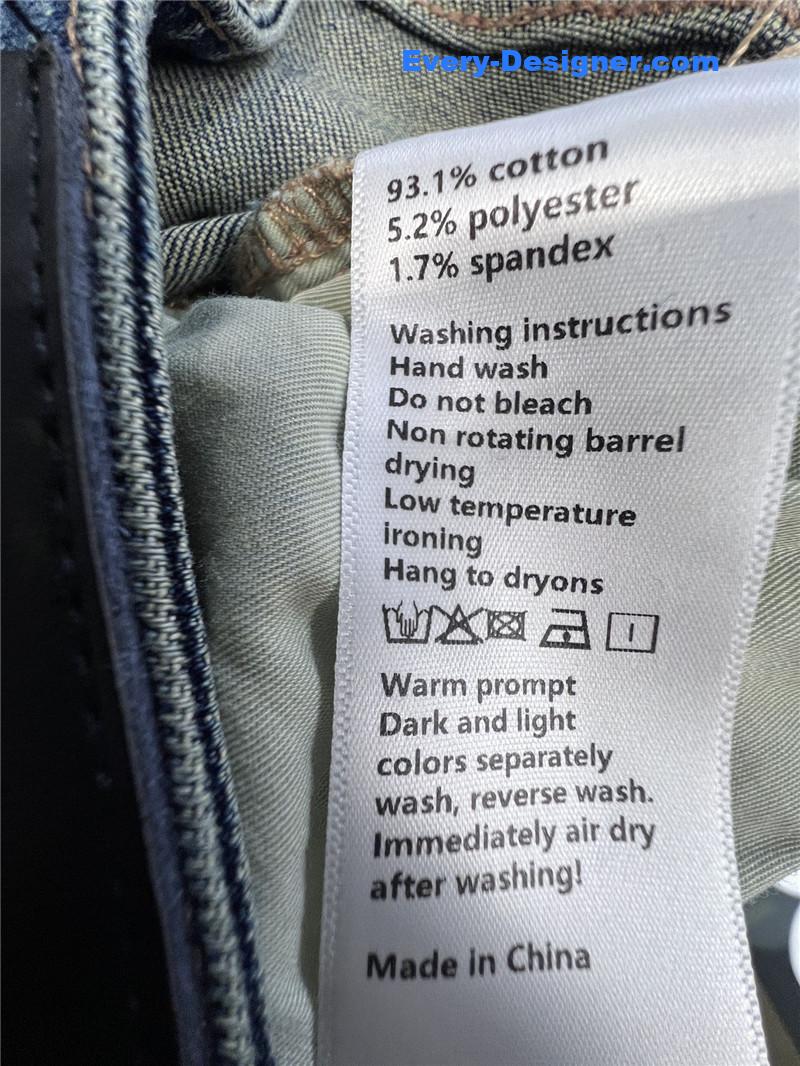 Every-Designer.com
93.1% cotton
5.2% polyester
1.7% spandex
Washing instructions
Hand wash
Do not bleach
Non rotating barrel
drying
Low temperature
ironing
Hang to dryons
Warm prompt
Dark and light
colors separately
wash, reverse wash.
Immediately air dry
after washing!
Made in China